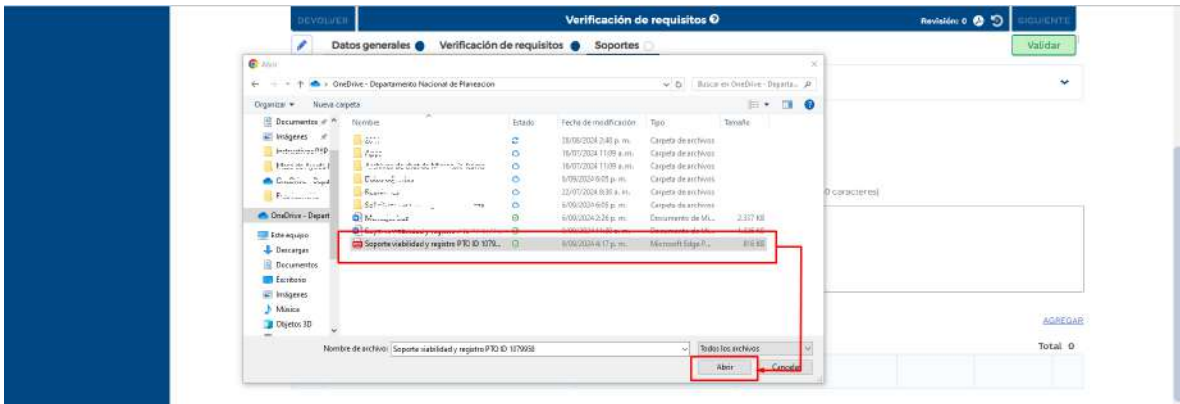 DEVOLVER Verificación de requisitos Revisión: 0 SIGUIENTE
Datos generales Verificación de requisitos Soportes Validar
Abrir
OneDrive - Departamento Nacional de Planeacion Buscar en OneDrive - Departa...
Organizar Nueva carpeta
Documentos Nombre Estado Fecha de modificación Tipo Tamaño
Imágenes 28/08/2024 2:40 p. m. Carpeta de archivos
16/07/2024 11:09 a. m. Carpeta de archivos
16/07/2024 11:09 a. m. Carpeta de archivos
6/09/2024 6:05 p. m. Carpeta de archivos
22/07/2024 8:30 a. m. Carpeta de archivos
0 caracteres)
6/09/2024 6:05 p. m. Carpeta de archivos
OneDrive - Depart 6/09/2024 2:26 p. m. Documento de Mi... 2.337 KB
Documento de Mi...
Este equipo
Soporte viabilidad y registro PTO ID 1079... 6/09/2024 4:17 p. m. Microsoft Edge P... 816 KB
Descargas
Documentos
Escritorio
Imágenes
Música
Objetos 3D
AGREGAR
Nombre de archivo: Soporte viabilidad y registro PTO ID 1079938 Todos los archivos
Total 0
Abrir Cancelar